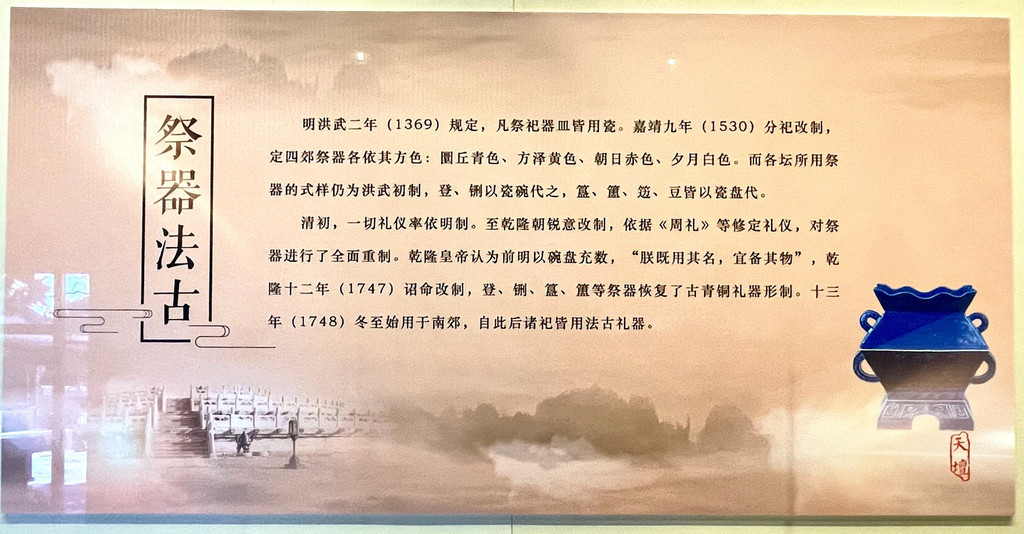 祭器法古
明洪武二年（1369）规定，凡祭祀器皿皆用瓷。嘉靖九年（1530）分祀改制，
定四郊祭器各依其方色：圜丘青色、方泽黄色、朝日赤色、夕月白色。而各坛所用祭
器的式样仍为洪武初制，登、铏以瓷碗代之，簋、簠、笾、豆皆以瓷盘代。
清初，一切礼仪率依明制。至乾隆朝锐意改制，依据《周礼》等修定礼仪，对祭
器进行了全面重制。乾隆皇帝认为前明以碗盘充数，“朕既用其名，宜备其物”，乾
隆十二年（1747）诏命改制，登、铏、簋、簠等祭器恢复了古青铜礼器形制。十三
年（1748）冬至始用于南郊，自此后诸祀皆用法古礼器。
天壇